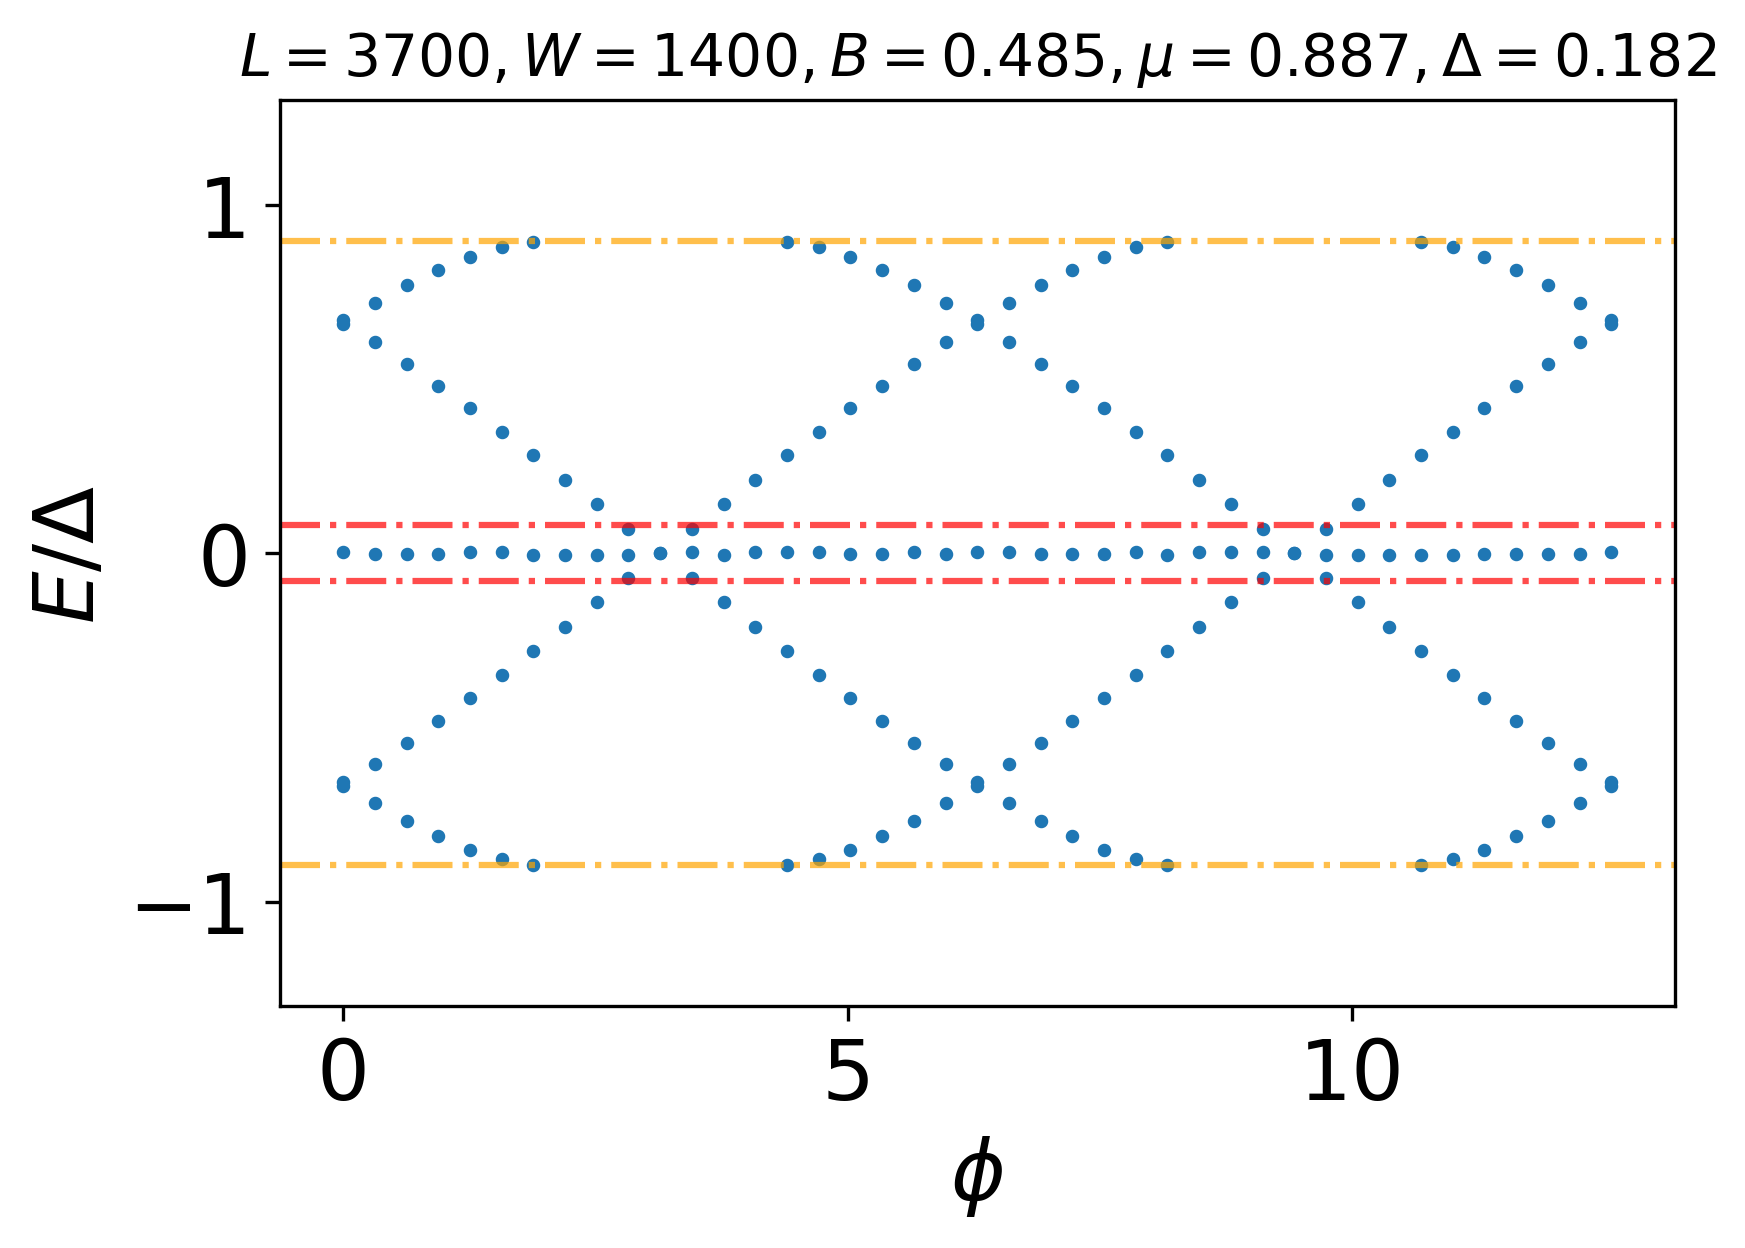 L = 3700, W = 1400, B = 0.485, μ = 0.887, Δ = 0.182
1
0
−1
E/Δ
0 5 10
ϕ